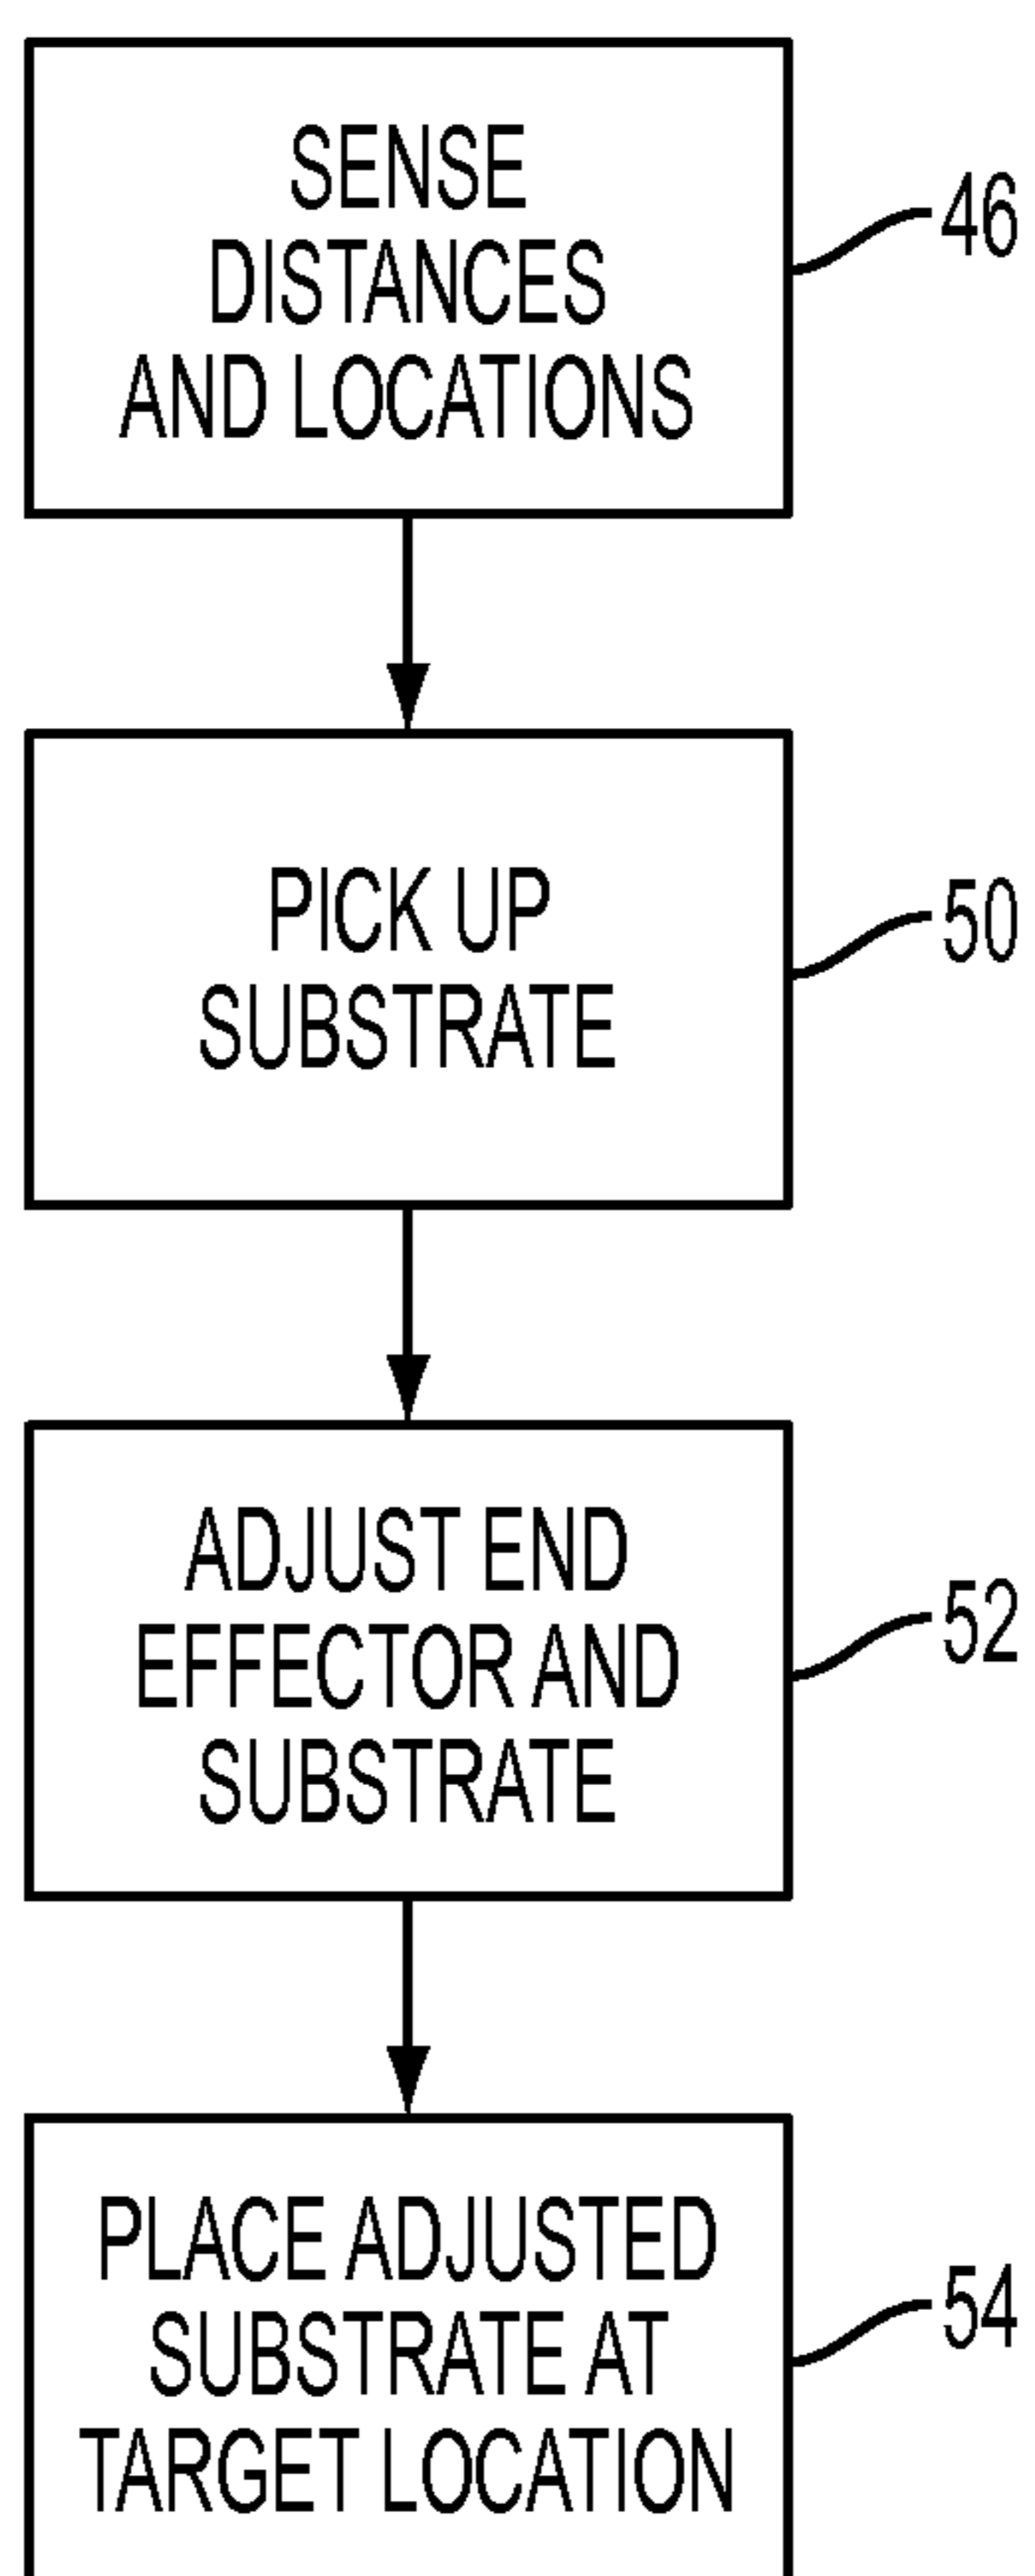 SENSE
DISTANCES
AND LOCATIONS
46
PICK UP
SUBSTRATE
50
ADJUST END
EFFECTOR AND
SUBSTRATE
52
PLACE ADJUSTED
SUBSTRATE AT
TARGET LOCATION
54